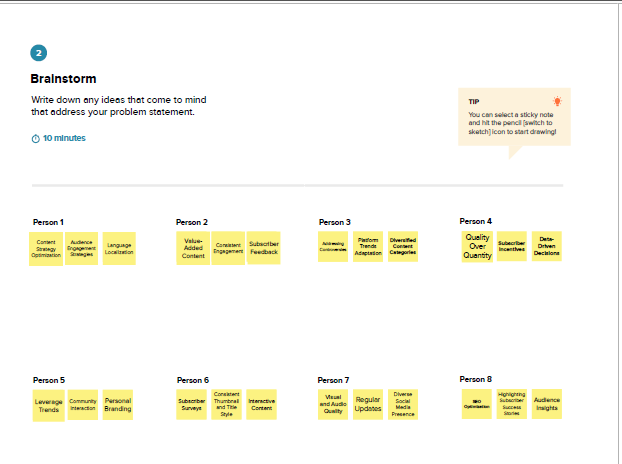 2
Brainstorm
Write down any ideas that come to mind
that address your problem statement.
10 minutes
TIP
You can select a sticky note
and hit the pencil [switch to
sketch] icon to start drawing!
Person 1
Content
Strategy
Optimization
Audience
Engagement
Strategies
Language
Localization
Person 2
Value-
Added
Content
Consistent
Engagement
Subscriber
Feedback
Person 3
Addressing
Controversies
Platform
Trends
Adaptation
Diversified
Content
Categories
Person 4
Quality
Over
Quantity
Subscriber
Incentives
Data-
Driven
Decisions
Person 5
Leverage
Trends
Community
Interaction
Personal
Branding
Person 6
Subscriber
Surveys
Consistent
Thumbnail
and Title
Style
Interactive
Content
Person 7
Visual
and Audio
Quality
Regular
Updates
Diverse
Social
Media
Presence
Person 8
SEO
Optimization
Highlighting
Subscriber
Success
Stories
Audience
Insights